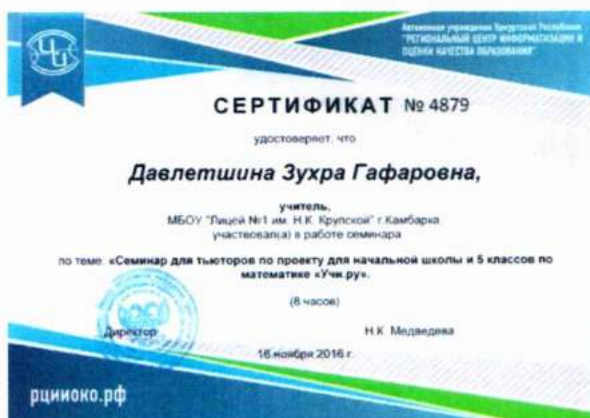 Автономное учреждение Удмуртской Республики
"РЕГИОНАЛЬНЫЙ ЦЕНТР ИНФОРМАТИЗАЦИИ И
ОЦЕНКИ КАЧЕСТВА ОБРАЗОВАНИЯ"
СЕРТИФИКАТ № 4879
удостоверяет, что
Давлетшина Зухра Гафаровна,
учитель,
МБОУ "Лицей №1 им. Н.К. Крупской" г.Камбарка
участвовал(а) в работе семинара
по теме: «Семинар для тьюторов по проекту для начальной школы и 5 классов по
математике «Учи.ру».
(8 часов)
Директор Н.К. Медведева
16 ноября 2016 г.
рцииоко.рф